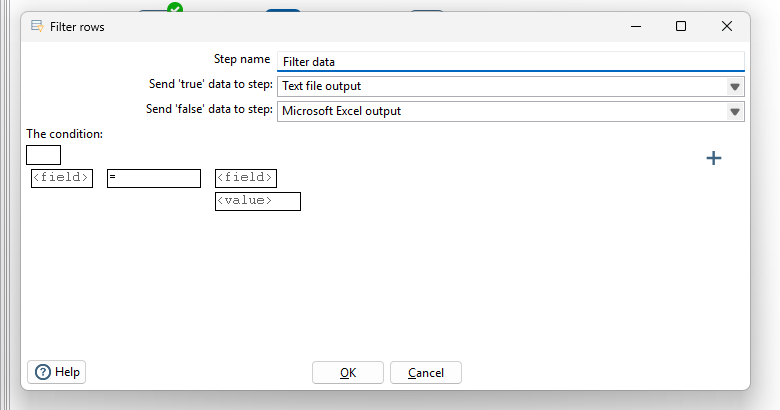 Filter rows
Step name Filter data
Send 'true' data to step: Text file output
Send 'false' data to step: Microsoft Excel output
The condition:
<field> = <field>
<value>
Help OK Cancel